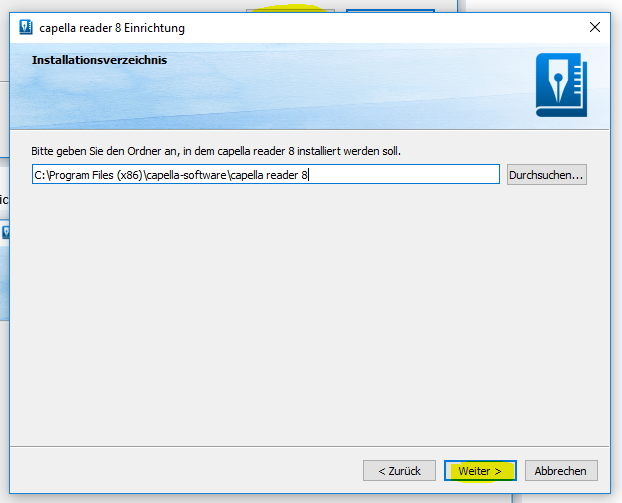 capella reader 8 Einrichtung
Installationsverzeichnis
Bitte geben Sie den Ordner an, in dem capella reader 8 installiert werden soll.
C:\Program Files (x86)\capella-software\capella reader 8
Durchsuchen...
< Zurück
Weiter >
Abbrechen